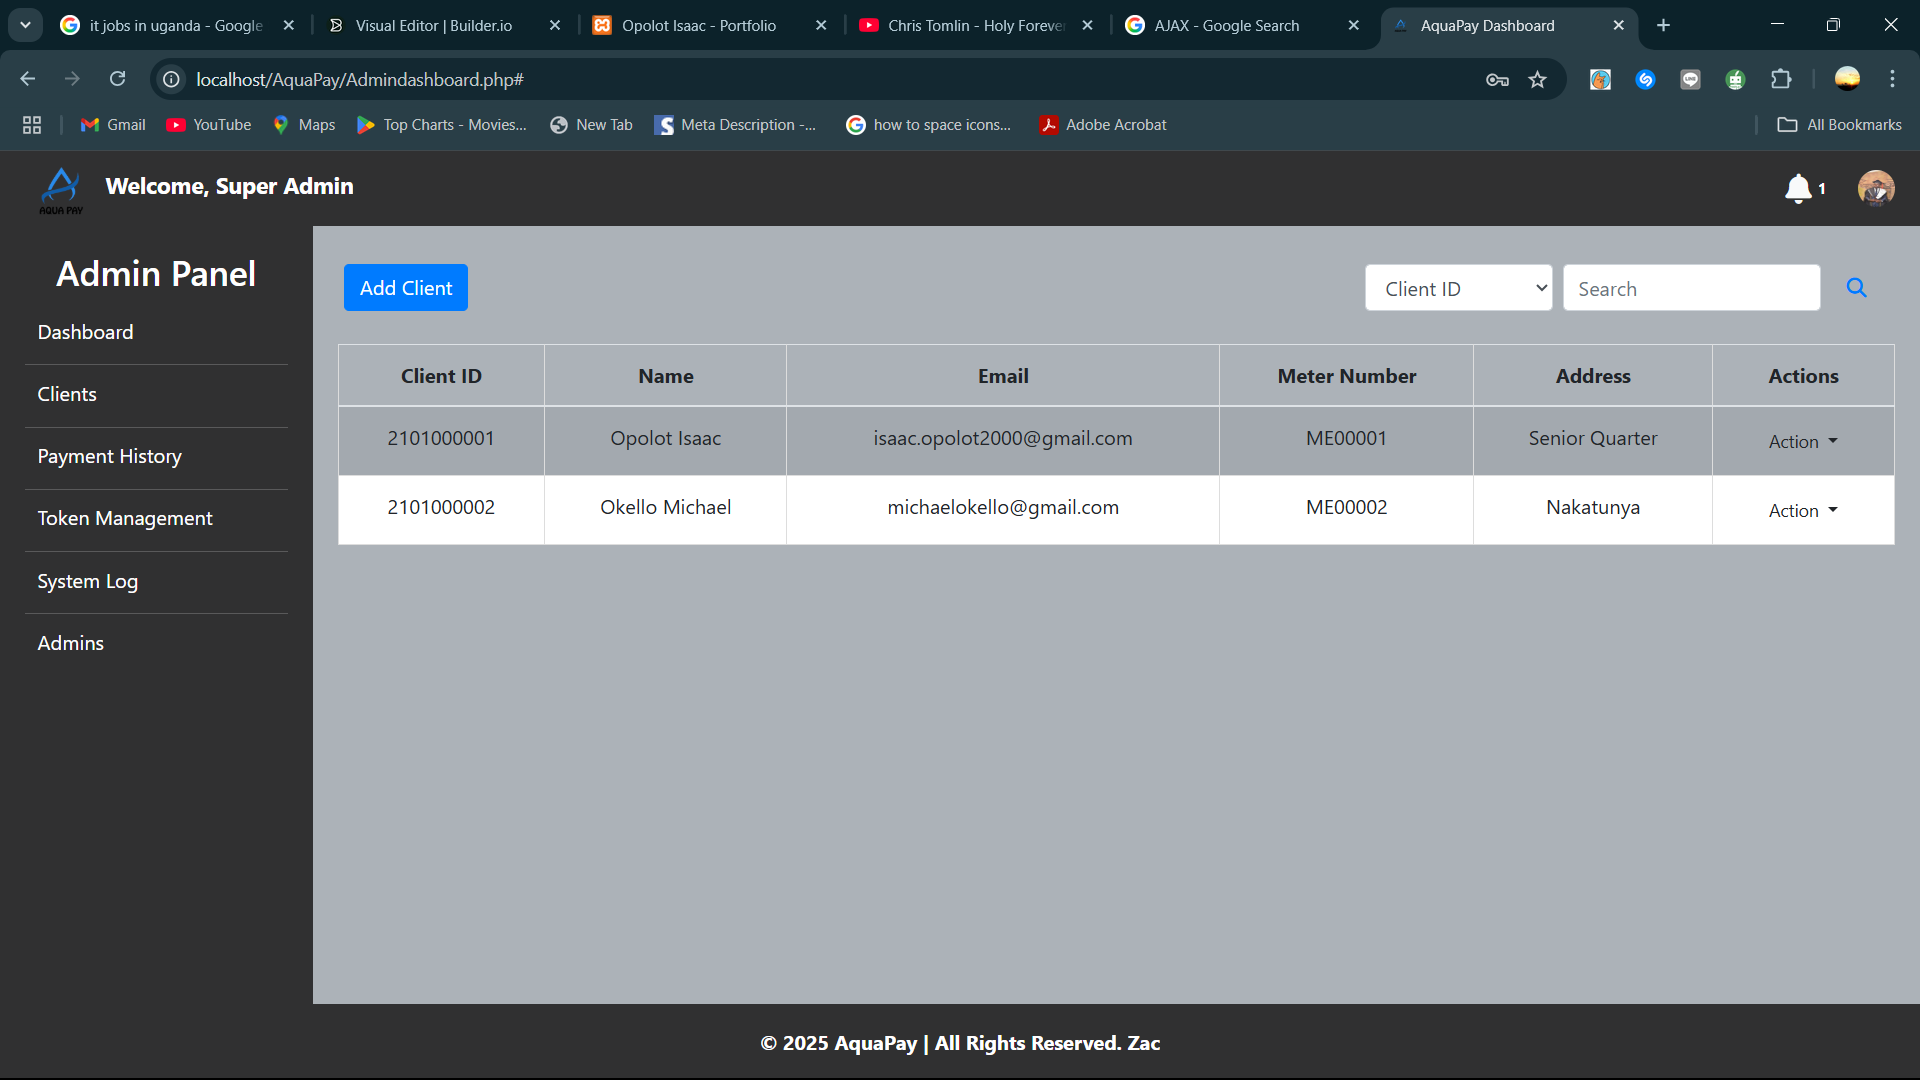 it jobs in uganda - Google
Visual Editor | Builder.io
Opolot Isaac - Portfolio
Chris Tomlin - Holy Forever
AJAX - Google Search
AquaPay Dashboard
localhost/AquaPay/Admindashboard.php#
Gmail
YouTube
Maps
Top Charts - Movies...
New Tab
Meta Description -...
how to space icons...
Adobe Acrobat
All Bookmarks
AQUA PAY
Welcome, Super Admin
1
Admin Panel
Dashboard
Clients
Payment History
Token Management
System Log
Admins
Add Client
Client ID
Search
Client ID Name Email Meter Number Address Actions
2101000001 Opolot Isaac isaac.opolot2000@gmail.com ME00001 Senior Quarter Action
2101000002 Okello Michael michaelokello@gmail.com ME00002 Nakatunya Action
© 2025 AquaPay | All Rights Reserved. Zac